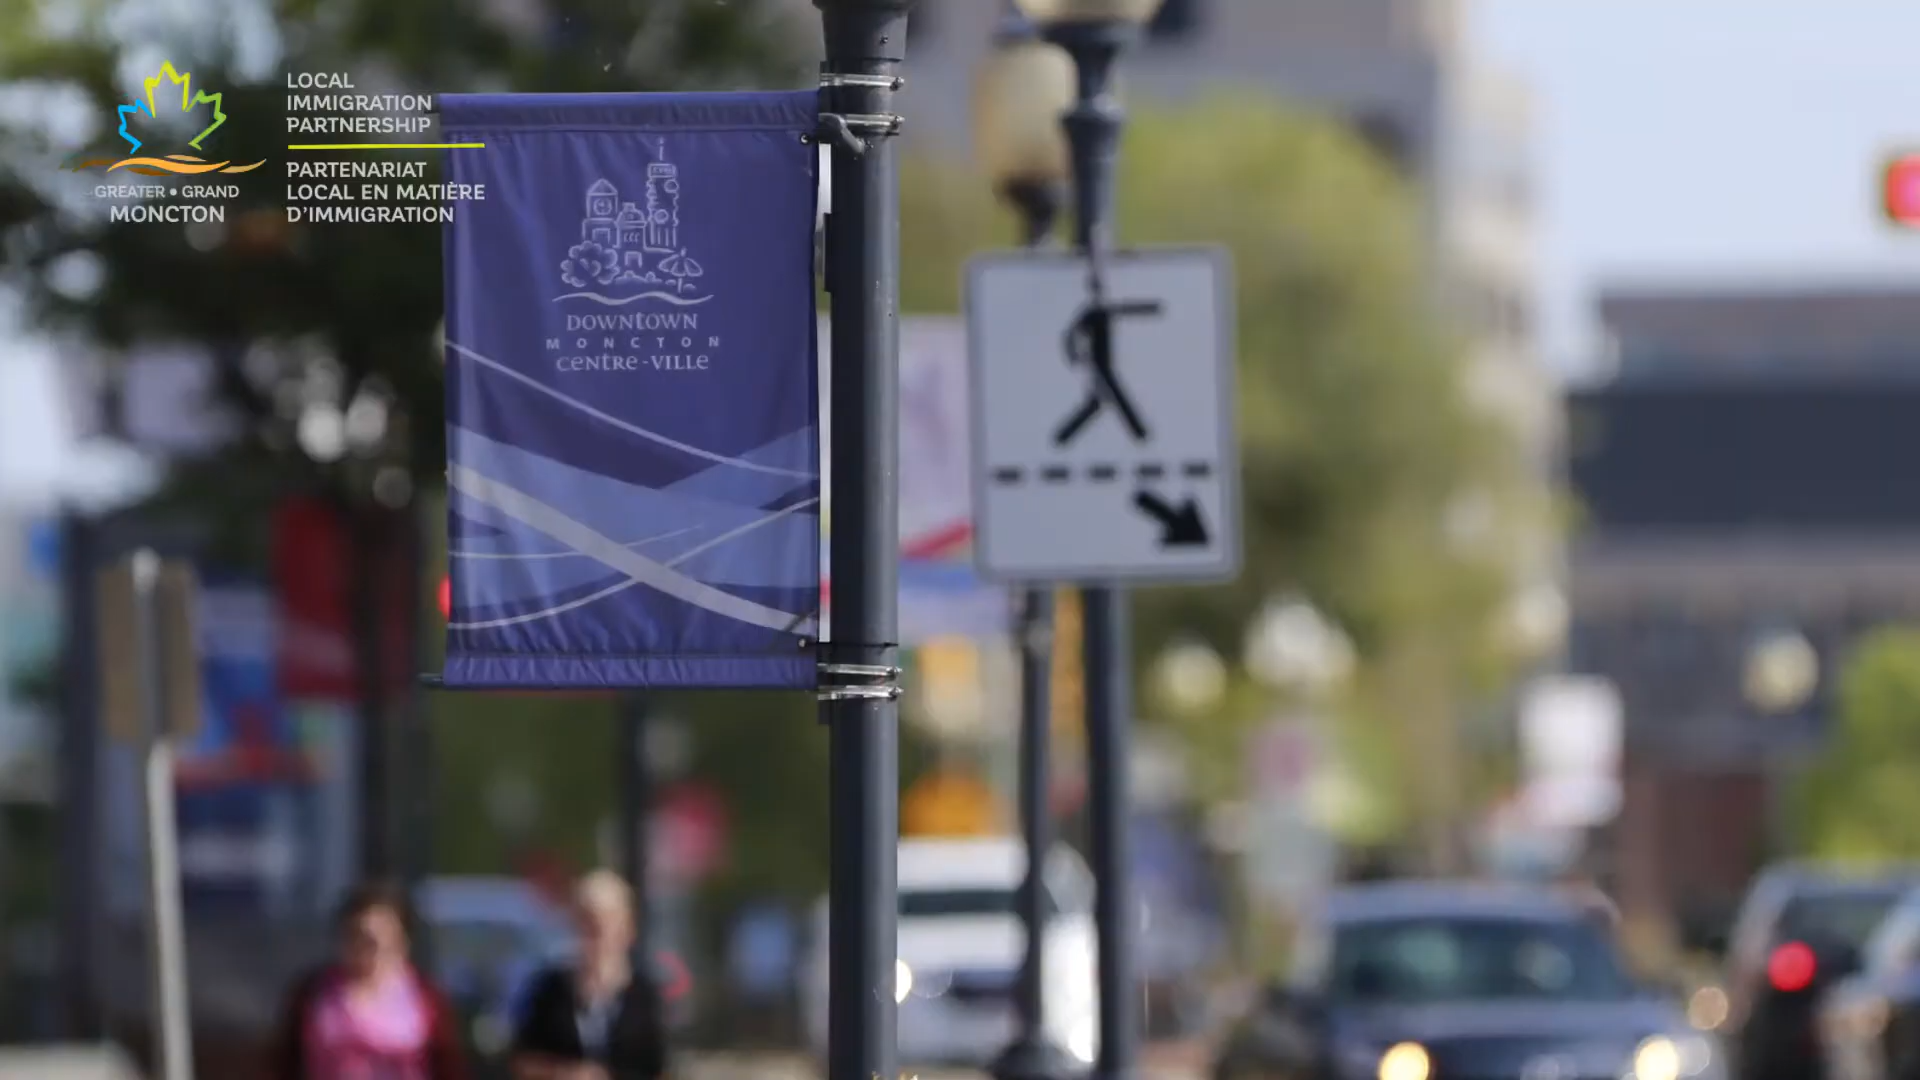 LOCAL
IMMIGRATION
PARTNERSHIP
PARTENARIAT
LOCAL EN MATIÈRE
D'IMMIGRATION
GREATER • GRAND
MONCTON
DOWNTOWN
MONCTON
CENTRE-VILLE